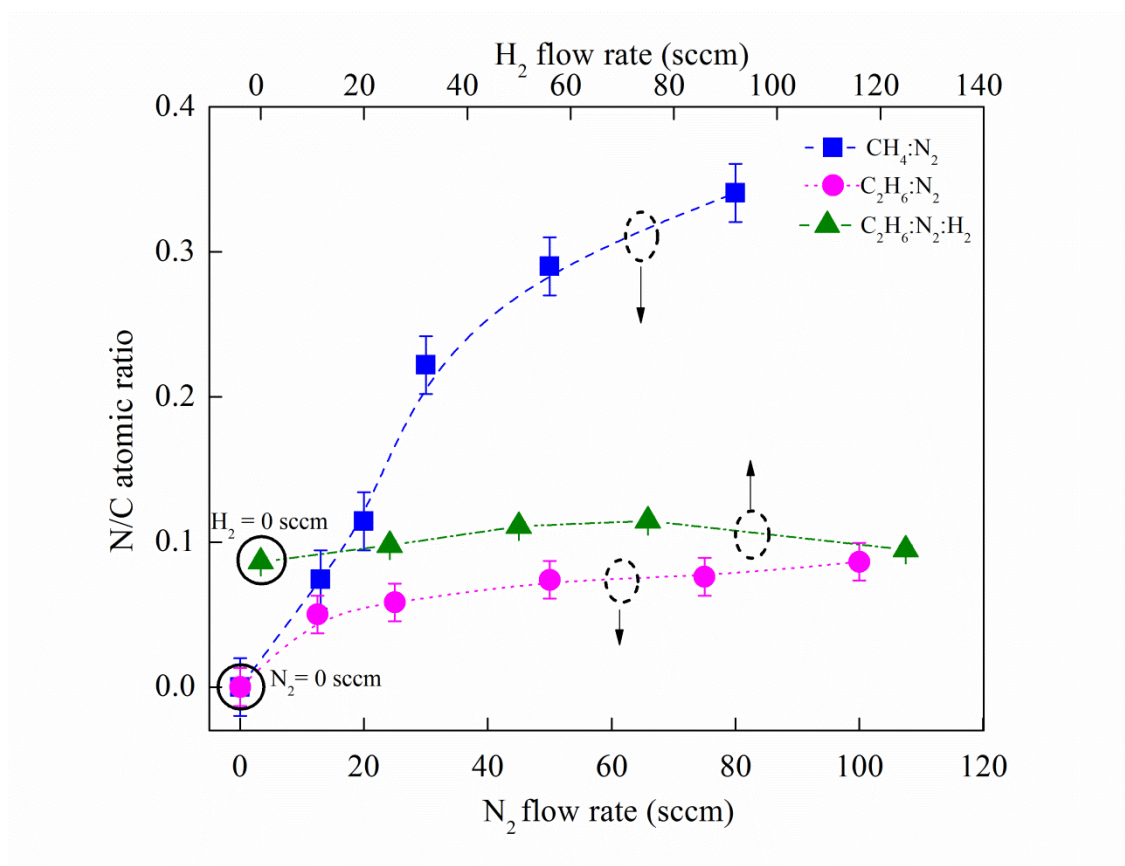 H₂ flow rate (sccm)
0 20 40 60 80 100 120 140
0.4
CH₄:N₂
C₂H₆:N₂
C₂H₆:N₂:H₂
0.3
N/C atomic ratio
0.2
H₂ = 0 sccm
0.1
N₂= 0 sccm
0.0
0 20 40 60 80 100 120
N₂ flow rate (sccm)